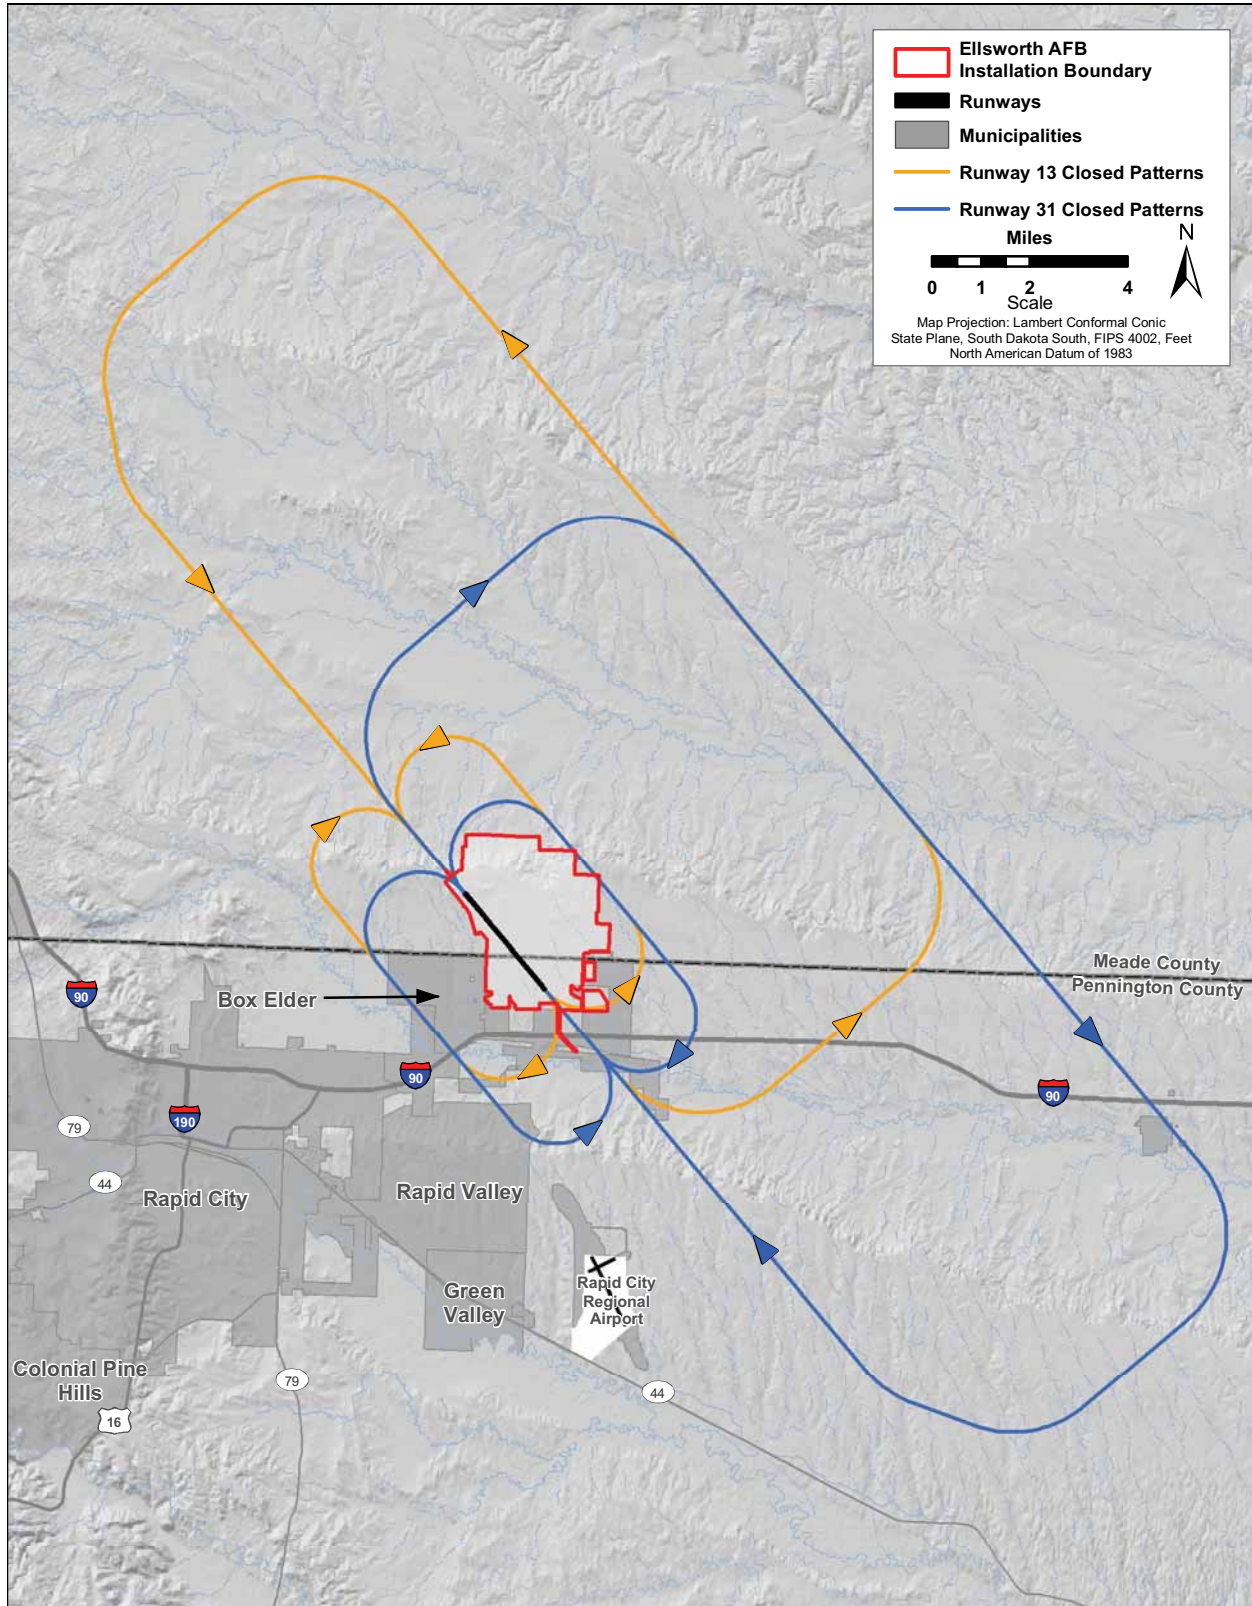 Ellsworth AFB
Installation Boundary
Runways
Municipalities
Runway 13 Closed Patterns
Runway 31 Closed Patterns
Miles
N
0 1 2 4
Scale
Map Projection: Lambert Conformal Conic
State Plane, South Dakota South, FIPS 4002, Feet
North American Datum of 1983
Meade County
Pennington County
90
Box Elder
90
90
190
79
44
Rapid City
Rapid Valley
Green
Valley
Rapid City
Regional
Airport
Colonial Pine
Hills
79
44
16